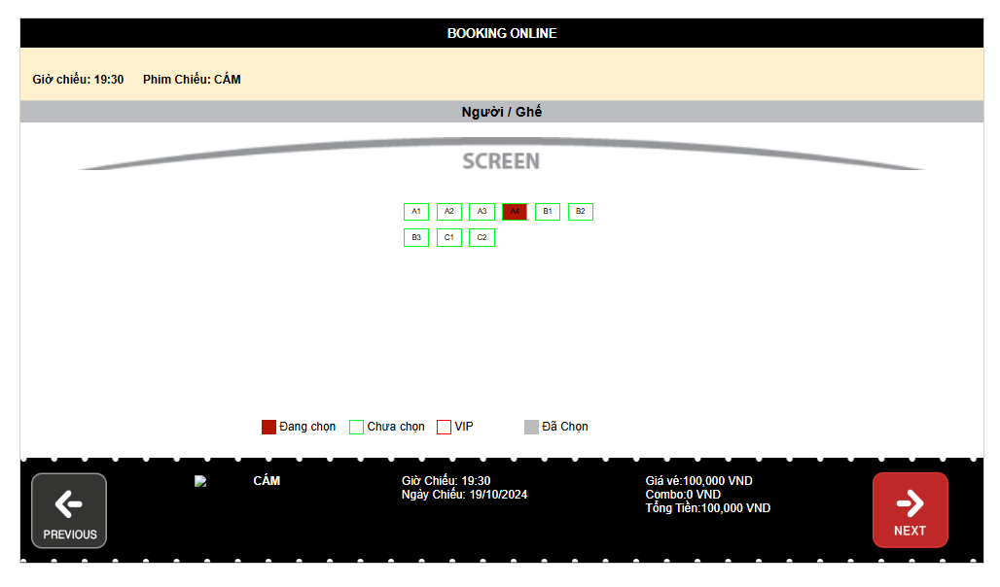 BOOKING ONLINE
Giờ chiếu: 19:30 Phim Chiếu: CÁM
Người / Ghế
SCREEN
A1 A2 A3 A4 B1 B2
B3 C1 C2
Đang chọn Chưa chọn VIP Đã Chọn
CÁM
Giờ Chiếu: 19:30
Ngày Chiếu: 19/10/2024
Giá vé:100,000 VND
Combo:0 VND
Tổng Tiền:100,000 VND
PREVIOUS
NEXT